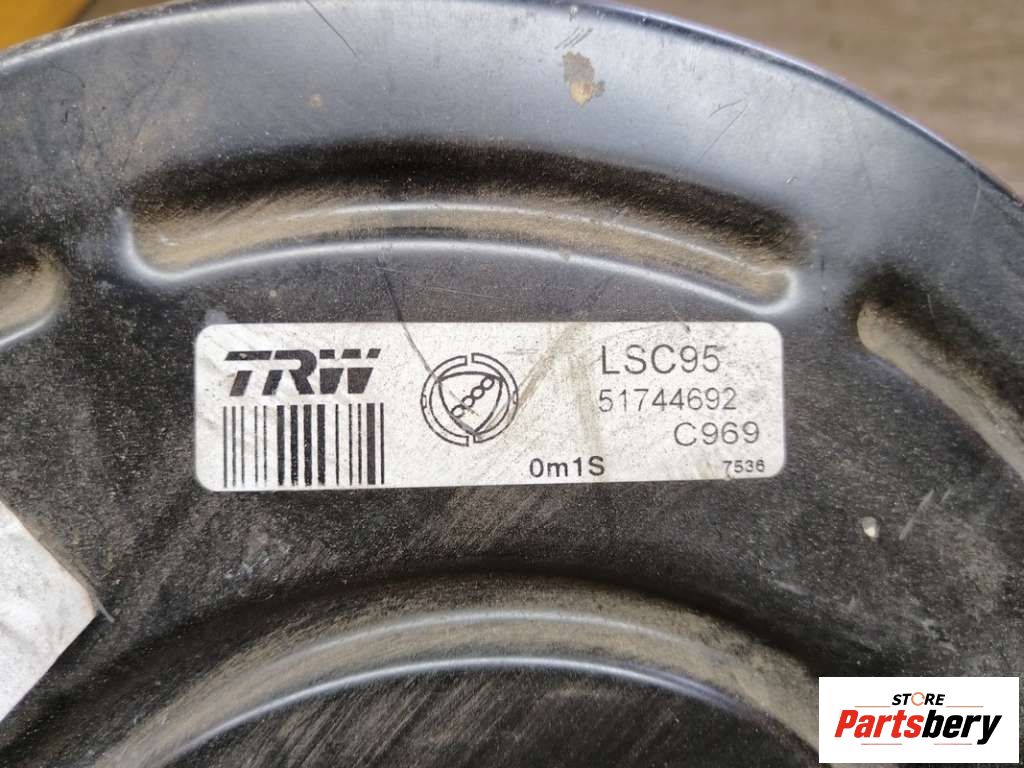 TRW
LSC95
51744692
C969
0m1S
7536
STORE
Partsbery